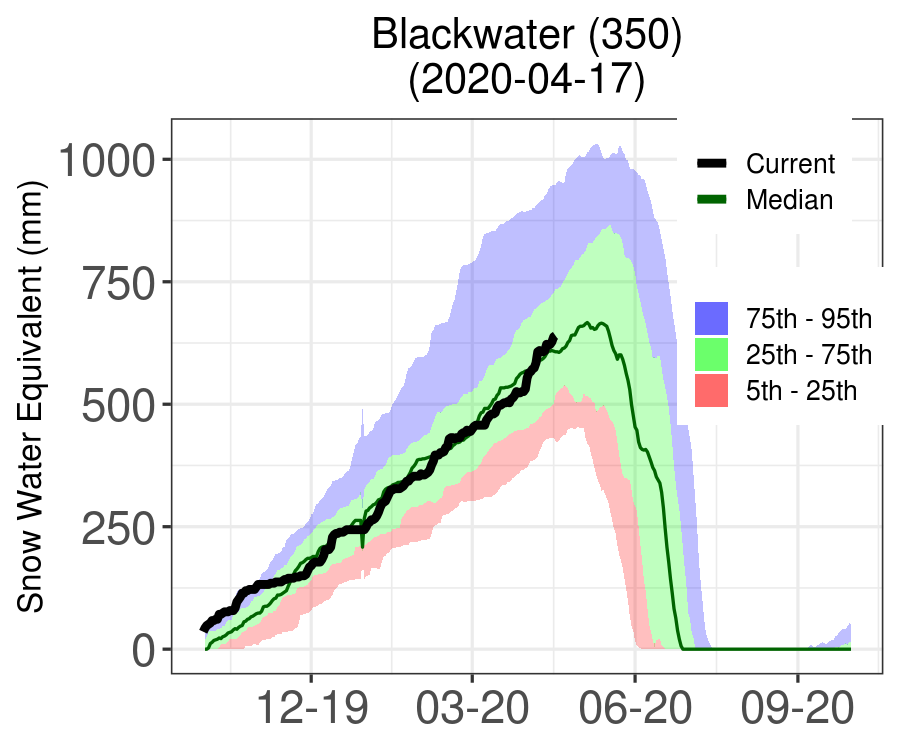 Blackwater (350)
(2020-04-17)
Snow Water Equivalent (mm)
1000
750
500
250
0
12-19
03-20
06-20
09-20
Current
Median
75th - 95th
25th - 75th
5th - 25th